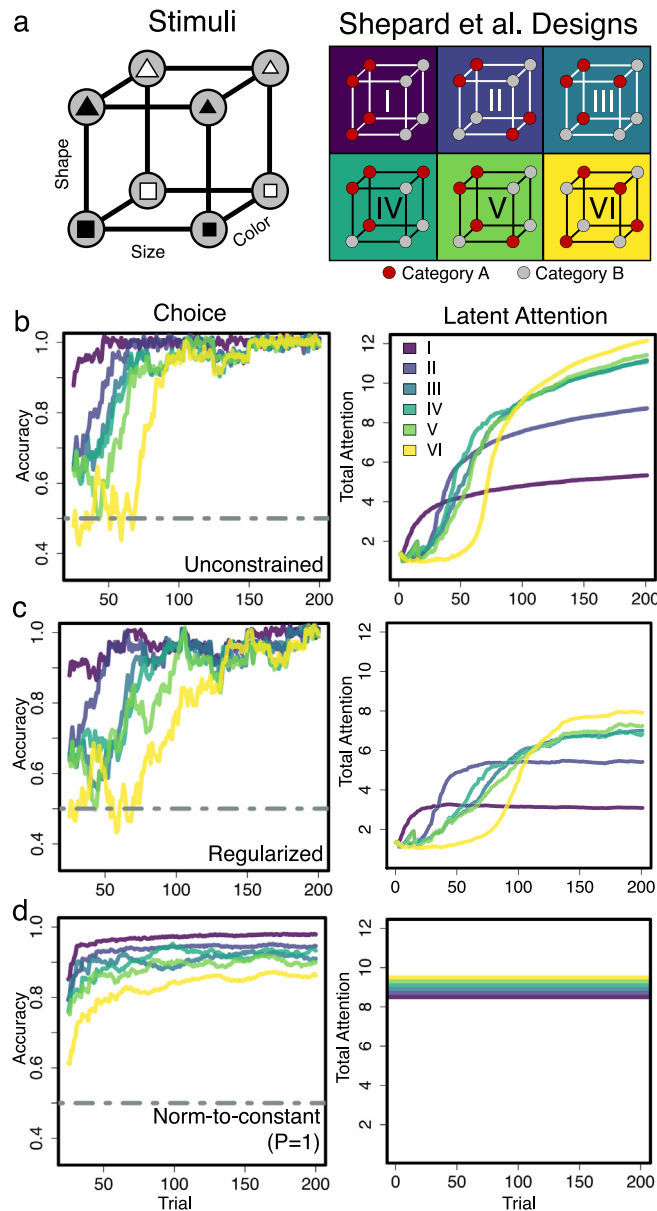 a
Stimuli
Shepard et al. Designs
Shape
Size
Color
I
II
III
IV
V
VI
Category A
Category B
b
Choice
Latent Attention
Accuracy
1.0
0.8
0.6
0.4
Unconstrained
50
100
150
200
Total Attention
12
10
8
6
4
2
I
II
III
IV
V
VI
0
50
100
150
200
c
Accuracy
1.0
0.8
0.6
0.4
Regularized
50
100
150
200
Total Attention
12
10
8
6
4
2
0
50
100
150
200
d
Accuracy
1.0
0.8
0.6
0.4
Norm-to-constant
(P=1)
50
100
150
200
Trial
Total Attention
12
10
8
6
4
2
0
50
100
150
200
Trial